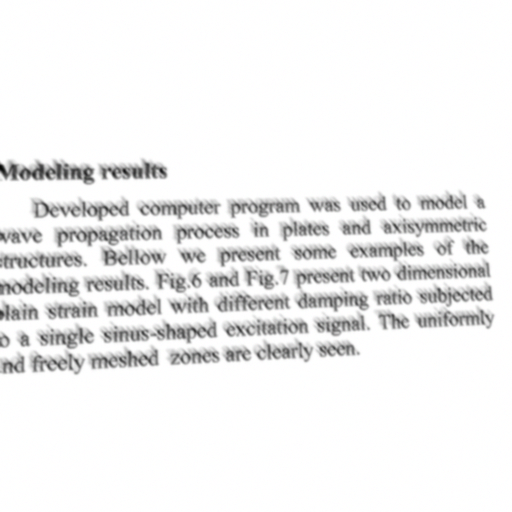 Modeling results
Developed computer program was used to model a
wave propagation process in plates and axisymmetric
structures. Bellow we present some examples of the
modeling results. Fig.6 and Fig.7 present two dimensional
plain strain model with different damping ratio subjected
to a single sinus-shaped excitation signal. The uniformly
and freely meshed zones are clearly seen.